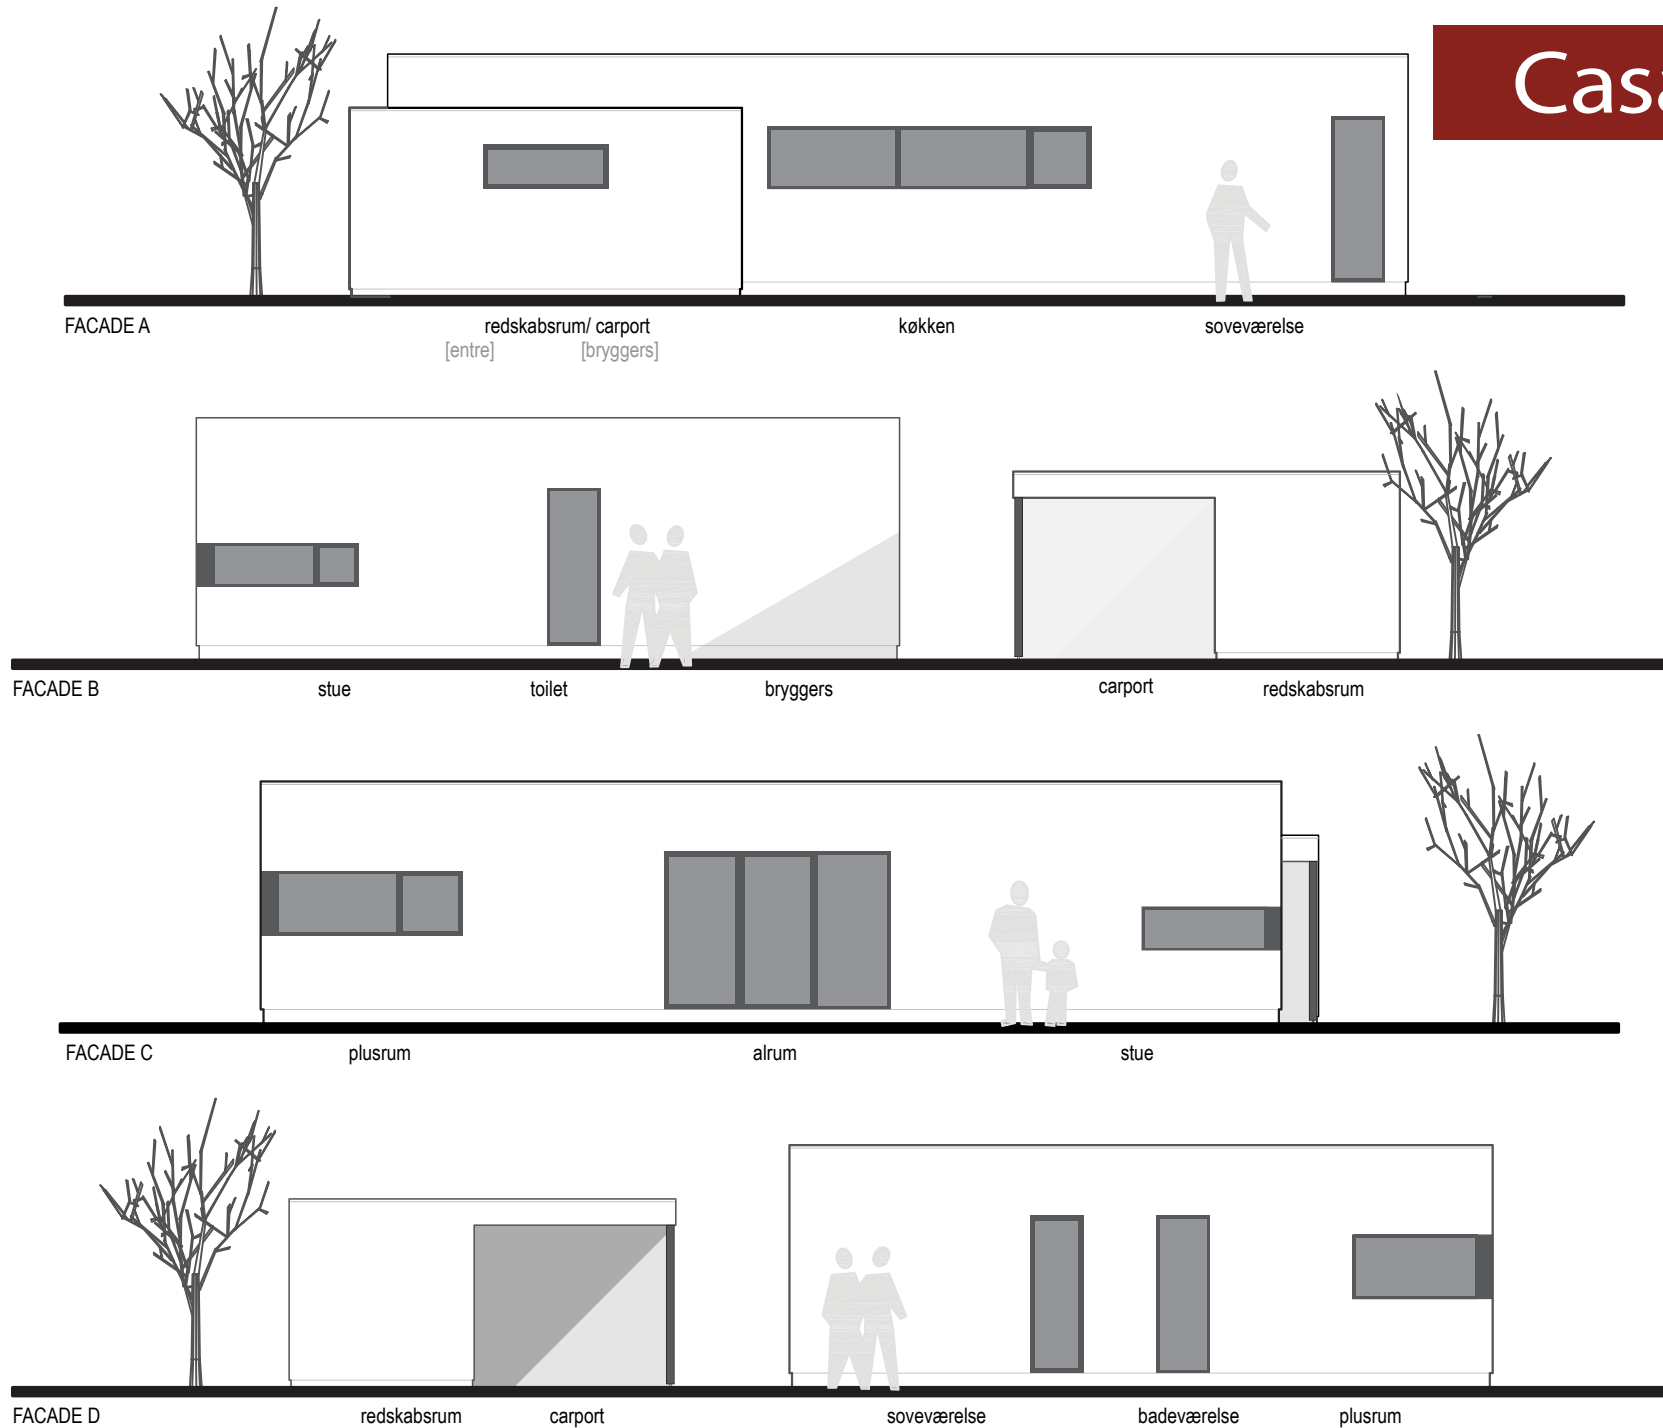 Casa
FACADE A redskabsrum/ carport køkken soveværelse
[entre] [bryggers]
FACADE B stue toilet bryggers carport redskabsrum
FACADE C plusrum alrum stue
FACADE D redskabsrum carport soveværelse badeværelse plusrum